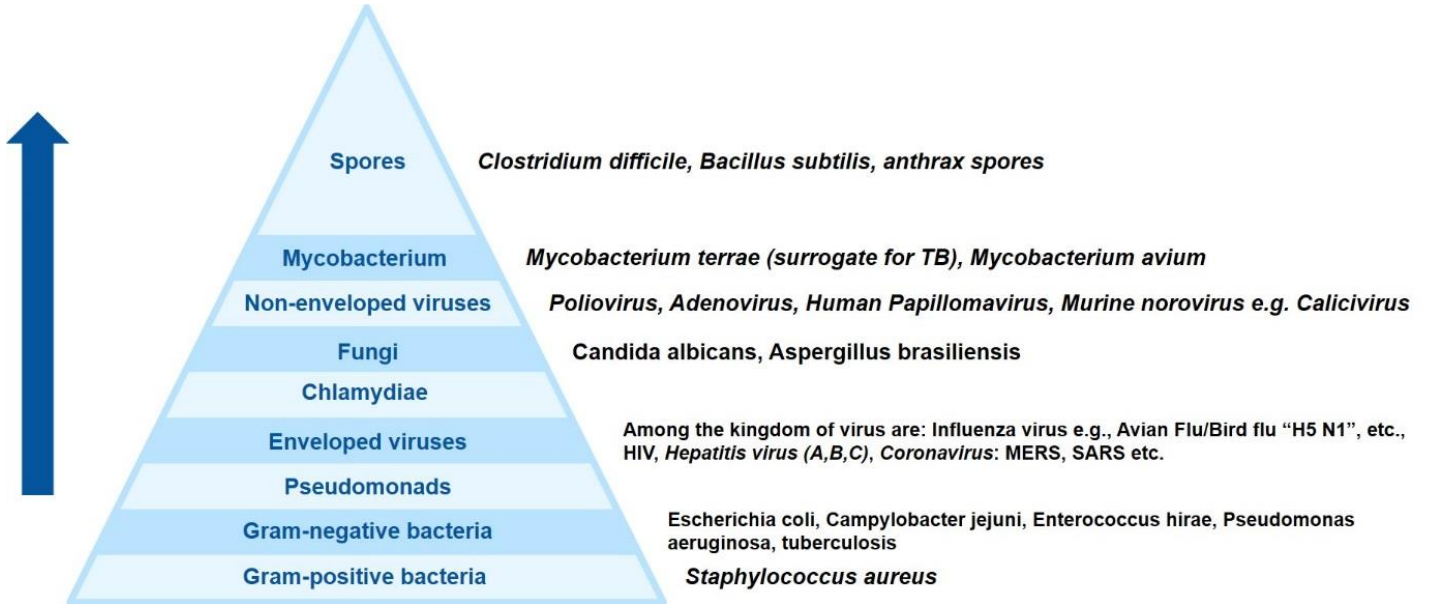 Spores
Clostridium difficile, Bacillus subtilis, anthrax spores
Mycobacterium
Mycobacterium terrae (surrogate for TB), Mycobacterium avium
Non-enveloped viruses
Poliovirus, Adenovirus, Human Papillomavirus, Murine norovirus e.g. Calicivirus
Fungi
Candida albicans, Aspergillus brasiliensis
Chlamydiae
Enveloped viruses
Among the kingdom of virus are: Influenza virus e.g., Avian Flu/Bird flu “H5 N1”, etc.,
HIV, Hepatitis virus (A,B,C), Coronavirus: MERS, SARS etc.
Pseudomonads
Gram-negative bacteria
Escherichia coli, Campylobacter jejuni, Enterococcus hirae, Pseudomonas
aeruginosa, tuberculosis
Gram-positive bacteria
Staphylococcus aureus